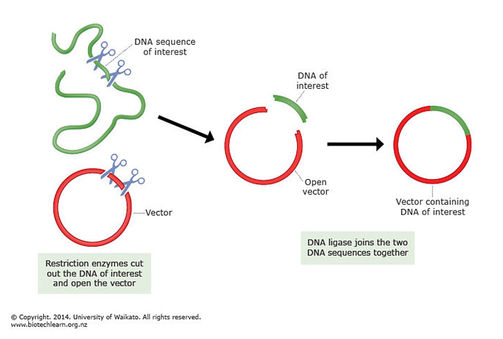 DNA sequence
of interest
Vector
Restriction enzymes cut
out the DNA of interest
and open the vector
DNA of
interest
Open
vector
DNA ligase joins the two
DNA sequences together
Vector containing
DNA of interest
© Copyright. 2014. University of Waikato. All rights reserved.
www.biotechlearn.org.nz